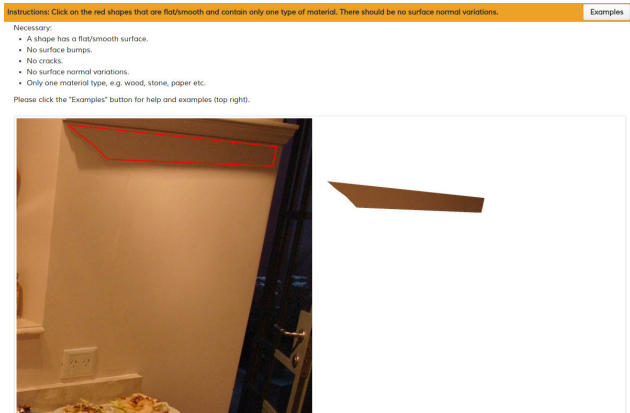 Instructions: Click on the red shapes that are flat/smooth and contain only one type of material. There should be no surface normal variations.
Examples
Necessary:
• A shape has a flat/smooth surface.
• No surface bumps.
• No cracks.
• No surface normal variations.
• Only one material type, e.g. wood, stone, paper etc.
Please click the "Examples" button for help and examples (top right).